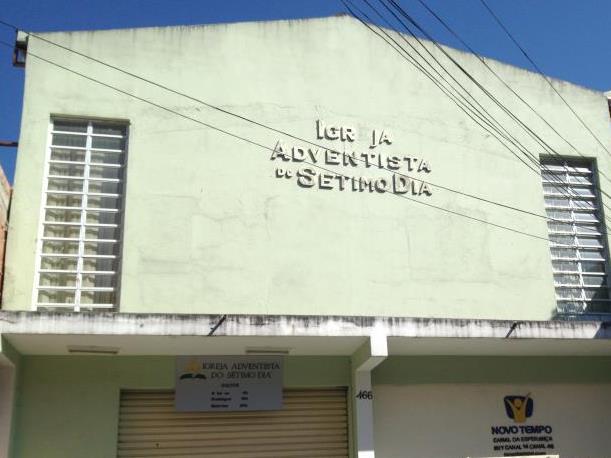 IGR JA
ADVENTISTA
DO SETIMO DIA
IGREJA ADVENTISTA
DO SÉTIMO DIA
466
NOVO TEMPO
CANAL DA ESPERANÇA